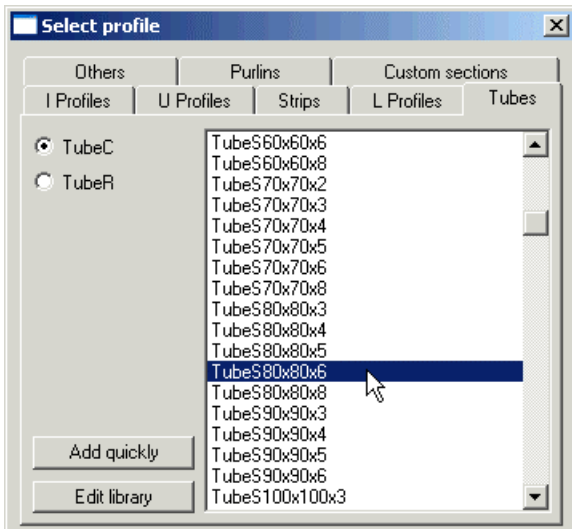 Select profile
Others Purlins Custom sections
I Profiles U Profiles Strips L Profiles Tubes
TubeC
TubeR
TubeS60x60x6
TubeS60x60x8
TubeS70x70x2
TubeS70x70x3
TubeS70x70x4
TubeS70x70x5
TubeS70x70x6
TubeS70x70x8
TubeS80x80x3
TubeS80x80x4
TubeS80x80x5
TubeS80x80x6
TubeS80x80x8
TubeS90x90x3
TubeS90x90x4
TubeS90x90x5
TubeS90x90x6
TubeS100x100x3
Add quickly
Edit library